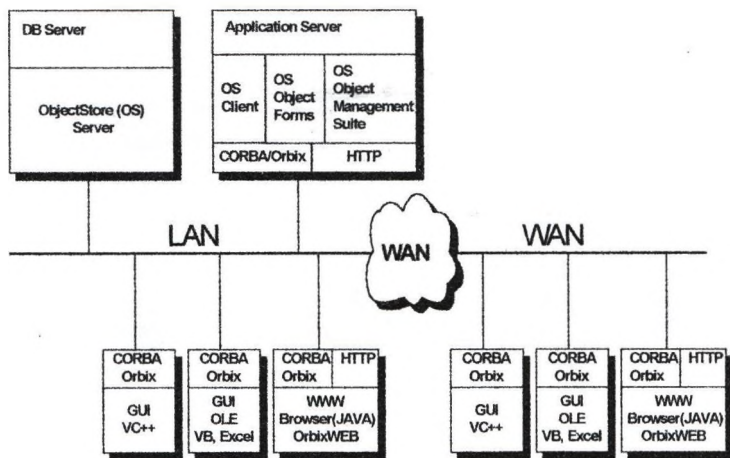 DB Server
ObjectStore (OS)
Server
Application Server
OS
Client
OS
Object
Forms
OS
Object
Management
Suite
CORBA/Orbix
HTTP
LAN
WAN
WAN
CORBA
Orbix
GUI
VC++
CORBA
Orbix
GUI
OLE
VB, Excel
CORBA
Orbix
HTTP
WWW
Browser(JAVA)
OrbixWEB
CORBA
Orbix
GUI
VC++
CORBA
Orbix
GUI
OLE
VB, Excel
CORBA
Orbix
HTTP
WWW
Browser(JAVA)
OrbixWEB